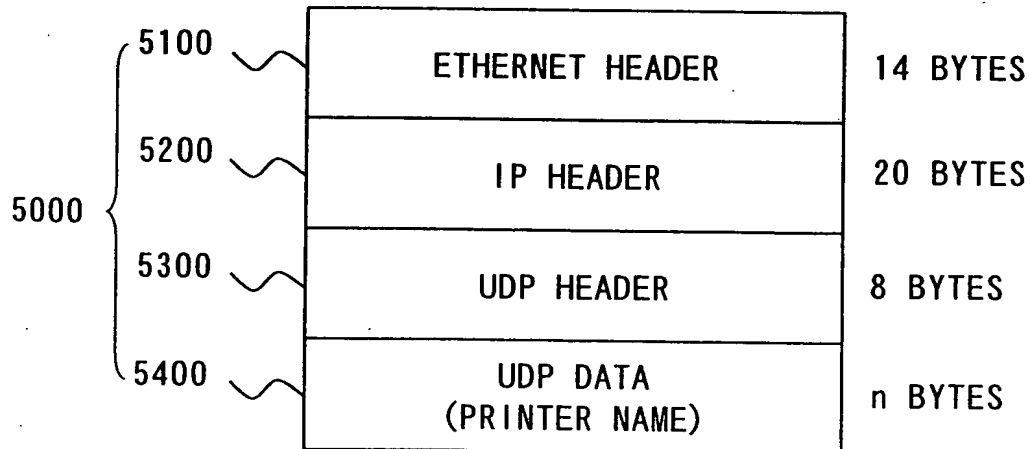 5100 ETHERNET HEADER 14 BYTES
5200 IP HEADER 20 BYTES
5000
5300 UDP HEADER 8 BYTES
5400 UDP DATA
(PRINTER NAME) n BYTES